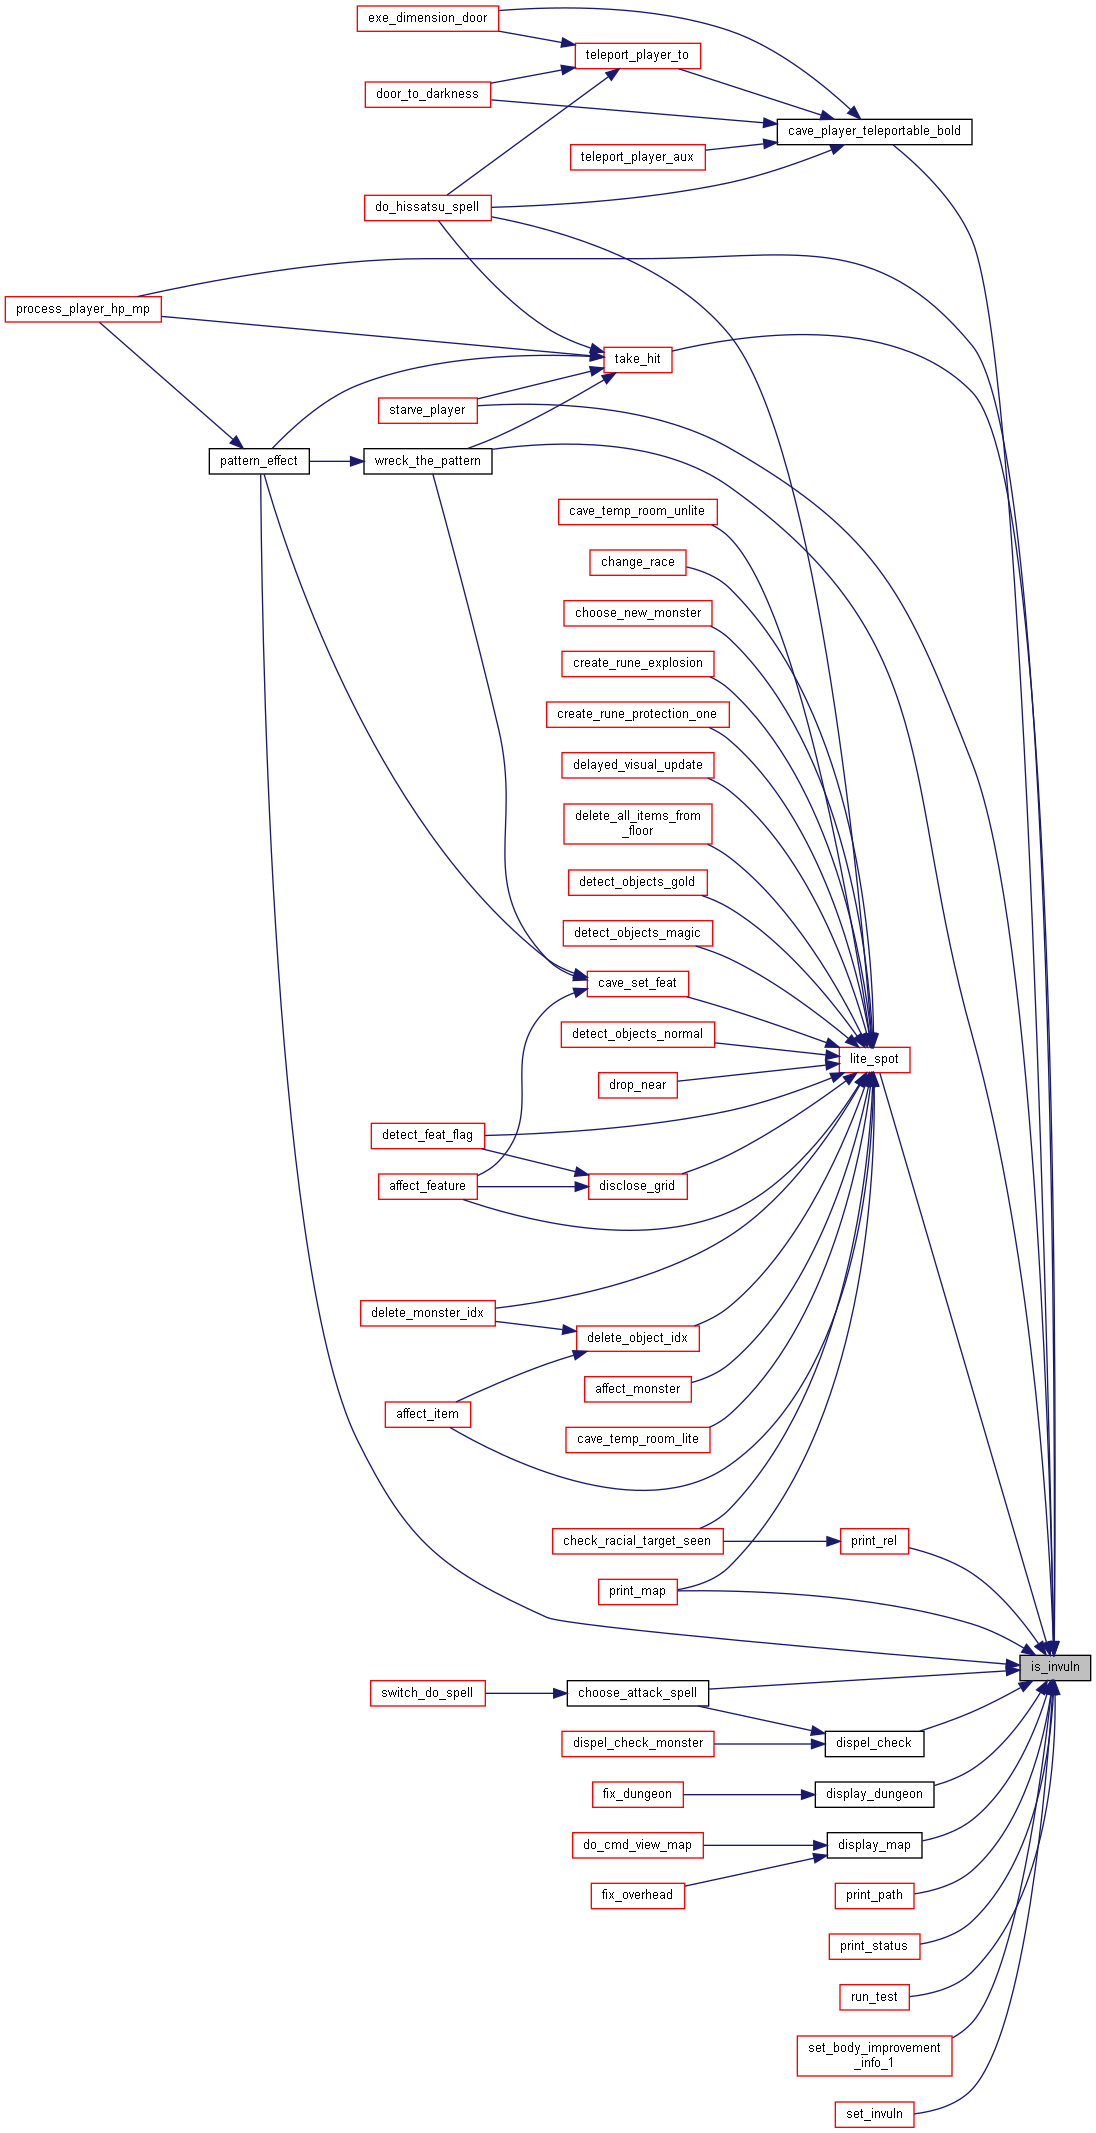 exe_dimension_door
teleport_player_to
door_to_darkness
cave_player_teleportable_bold
teleport_player_aux
do_hissatsu_spell
process_player_hp_mp
take_hit
starve_player
pattern_effect
wreck_the_pattern
cave_temp_room_unlite
change_race
choose_new_monster
create_rune_explosion
create_rune_protection_one
delayed_visual_update
delete_all_items_from
_floor
detect_objects_gold
detect_objects_magic
cave_set_feat
detect_objects_normal
lite_spot
drop_near
detect_feat_flag
affect_feature
disclose_grid
delete_monster_idx
delete_object_idx
affect_monster
affect_item
cave_temp_room_lite
check_racial_target_seen
print_rel
print_map
is_invuln
switch_do_spell
choose_attack_spell
dispel_check_monster
dispel_check
fix_dungeon
display_dungeon
do_cmd_view_map
display_map
fix_overhead
print_path
print_status
run_test
set_body_improvement
_info_1
set_invuln